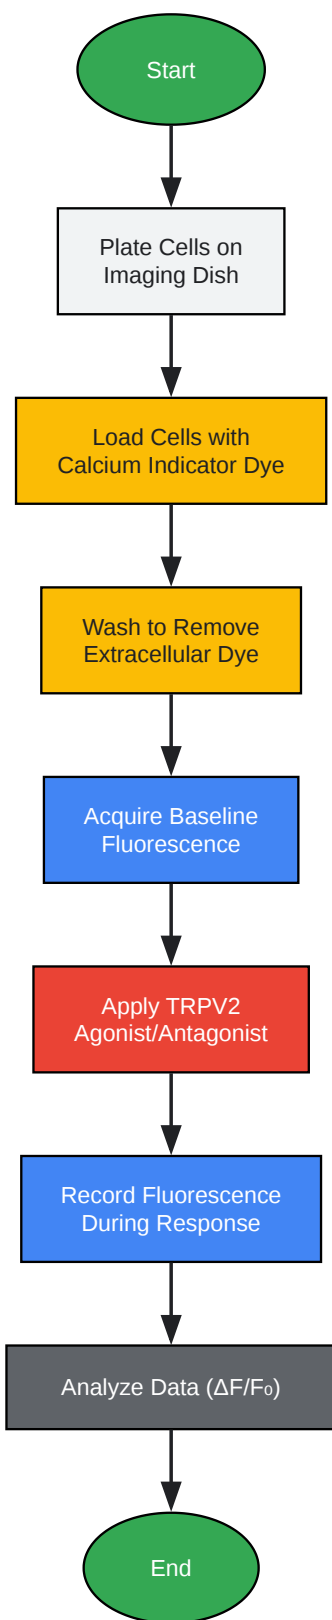 Start
Plate Cells on
Imaging Dish
Load Cells with
Calcium Indicator Dye
Wash to Remove
Extracellular Dye
Acquire Baseline
Fluorescence
Apply TRPV2
Agonist/Antagonist
Record Fluorescence
During Response
Analyze Data (ΔF/F₀)
End